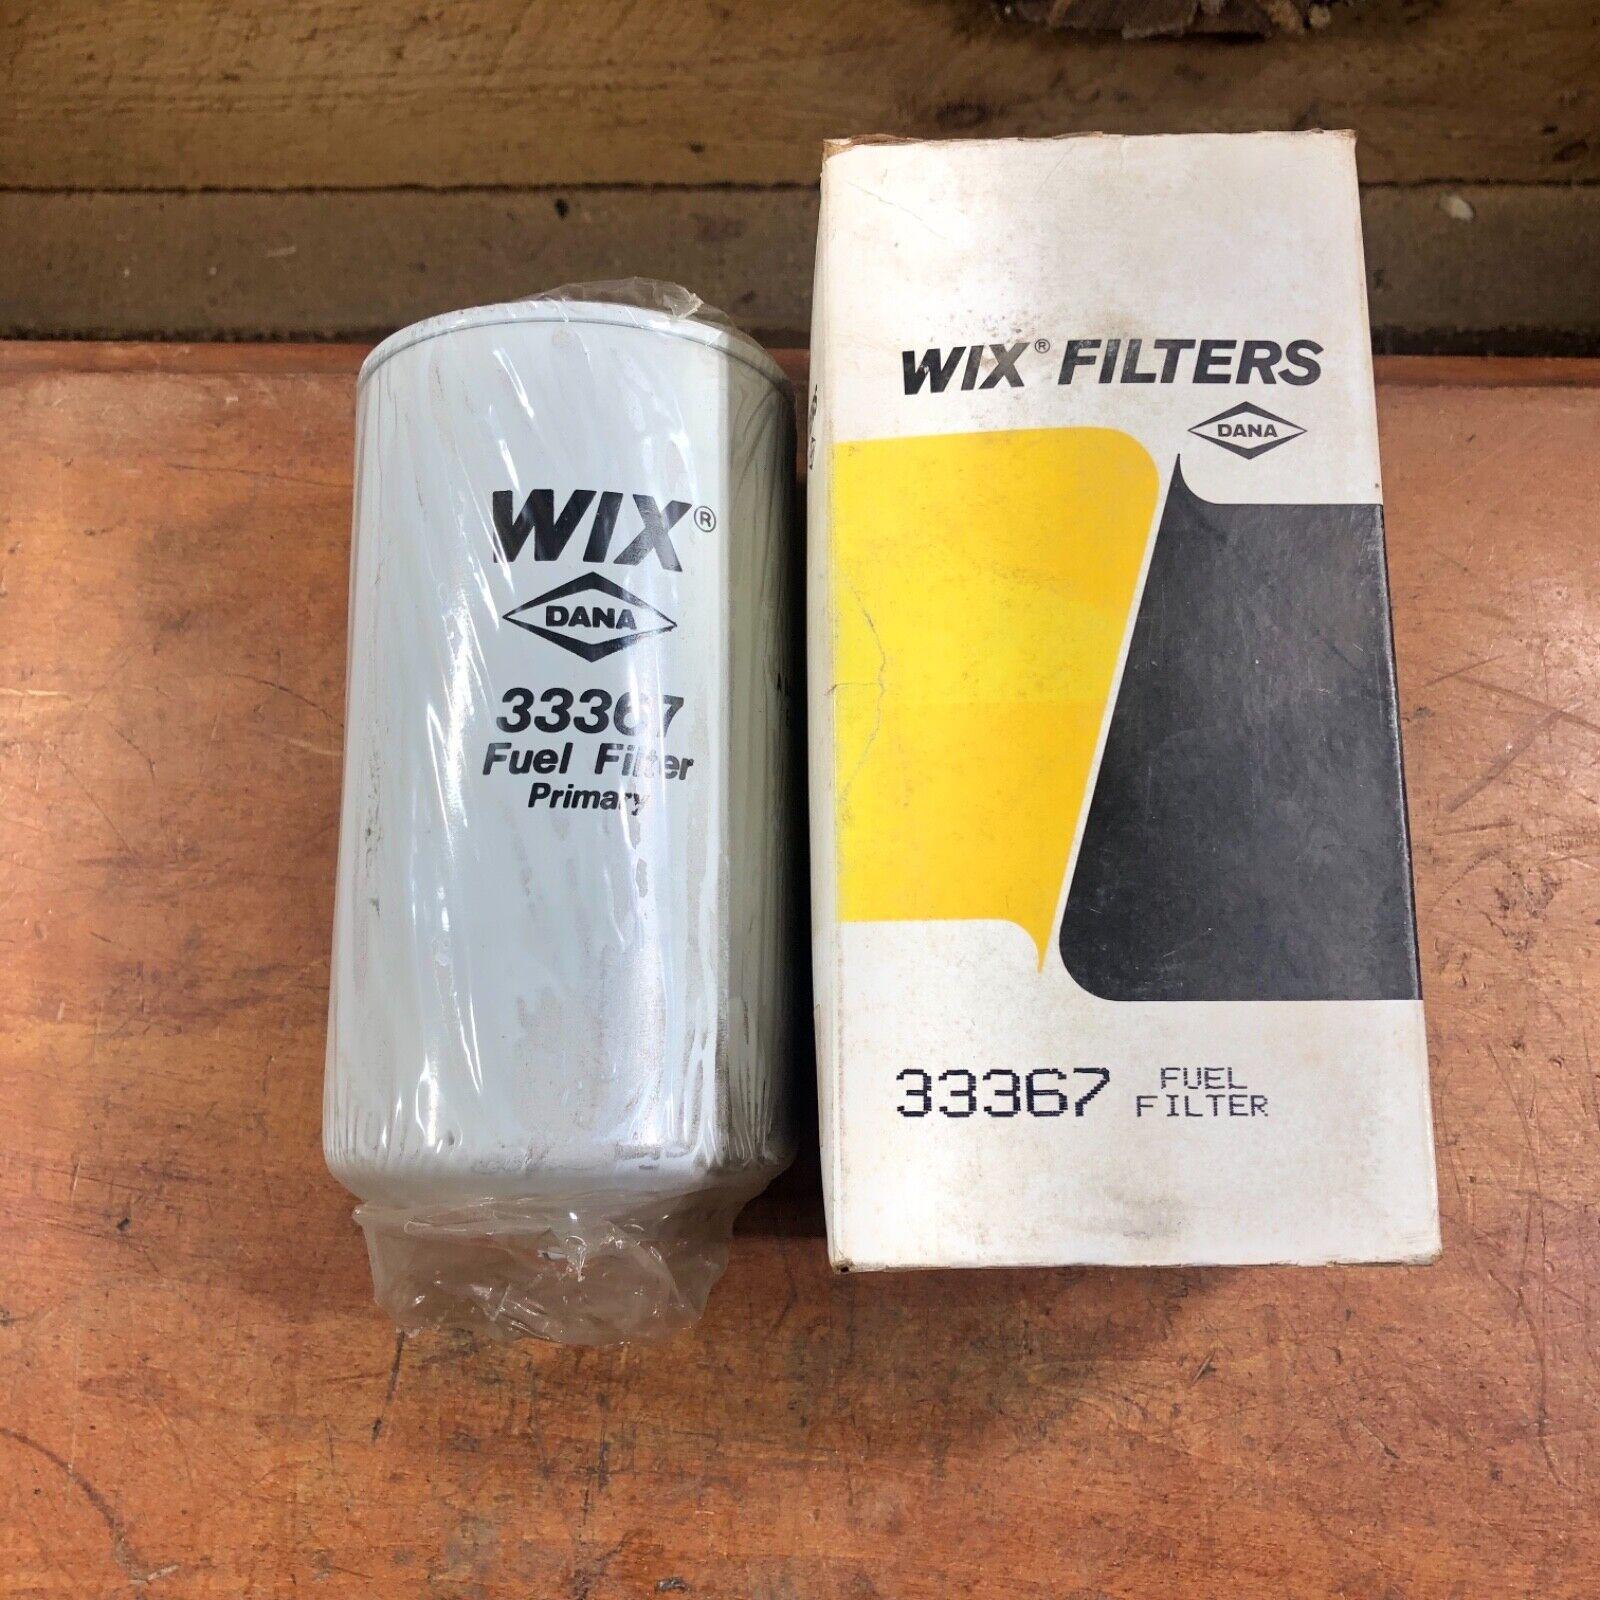 WIX®
DANA
33367
Fuel Filter
Primary
WIX® FILTERS
DANA
33367 FUEL
FILTER